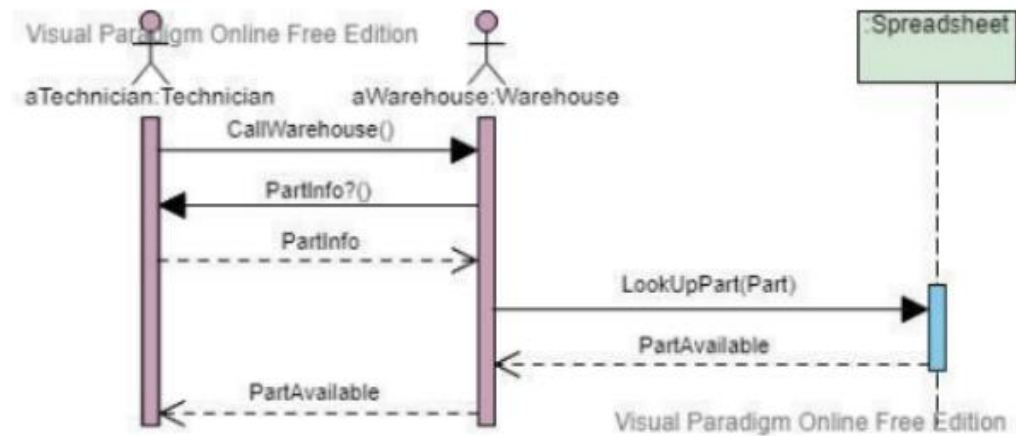 Visual Paradigm Online Free Edition
:Spreadsheet
aTechnician:Technician
aWarehouse:Warehouse
CallWarehouse()
PartInfo?()
PartInfo
LookUpPart(Part)
PartAvailable
PartAvailable
Visual Paradigm Online Free Edition